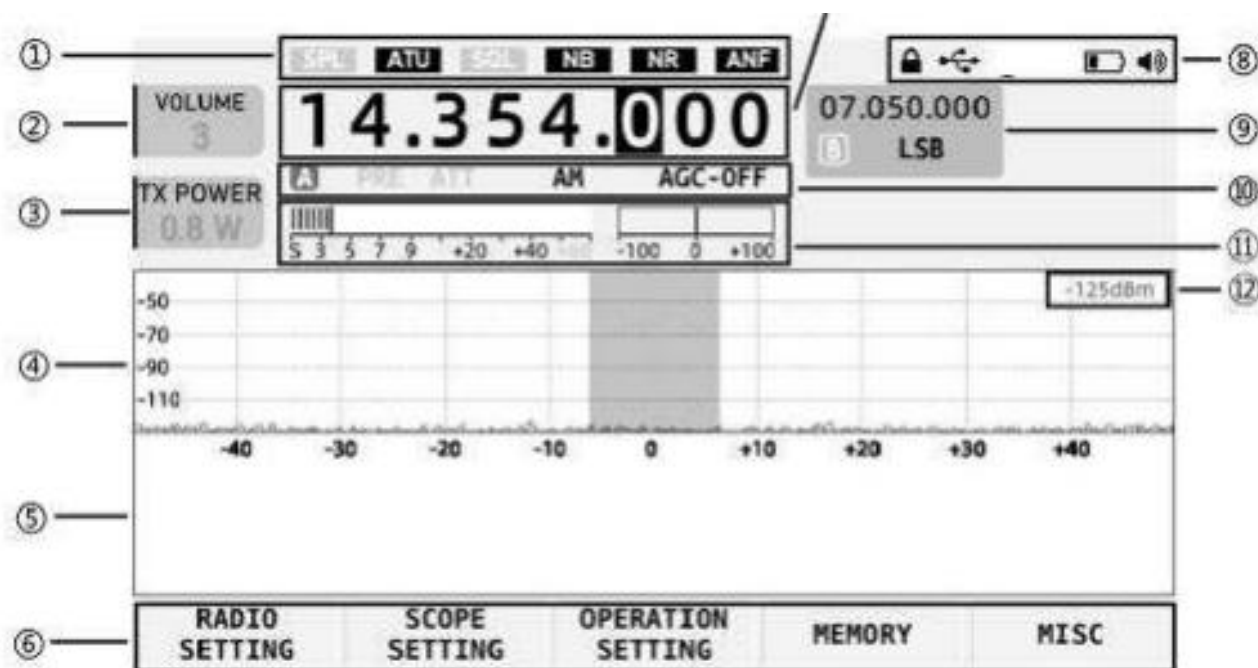 ① SPL ATU SQL NB NR ANF ⑧
② VOLUME 3
14.354.000
07.050.000 ⑨
B LSB
A PRE ATT AM AGC-OFF ⑩
③ TX POWER
0.8 W
S 3 5 7 9 +20 +40 +60 -100 0 +100 ⑪
-125dBm ⑫
-50
-70
④ -90
-110
-40 -30 -20 -10 0 +10 +20 +30 +40
⑤
⑥ RADIO SETTING SCOPE SETTING OPERATION SETTING MEMORY MISC